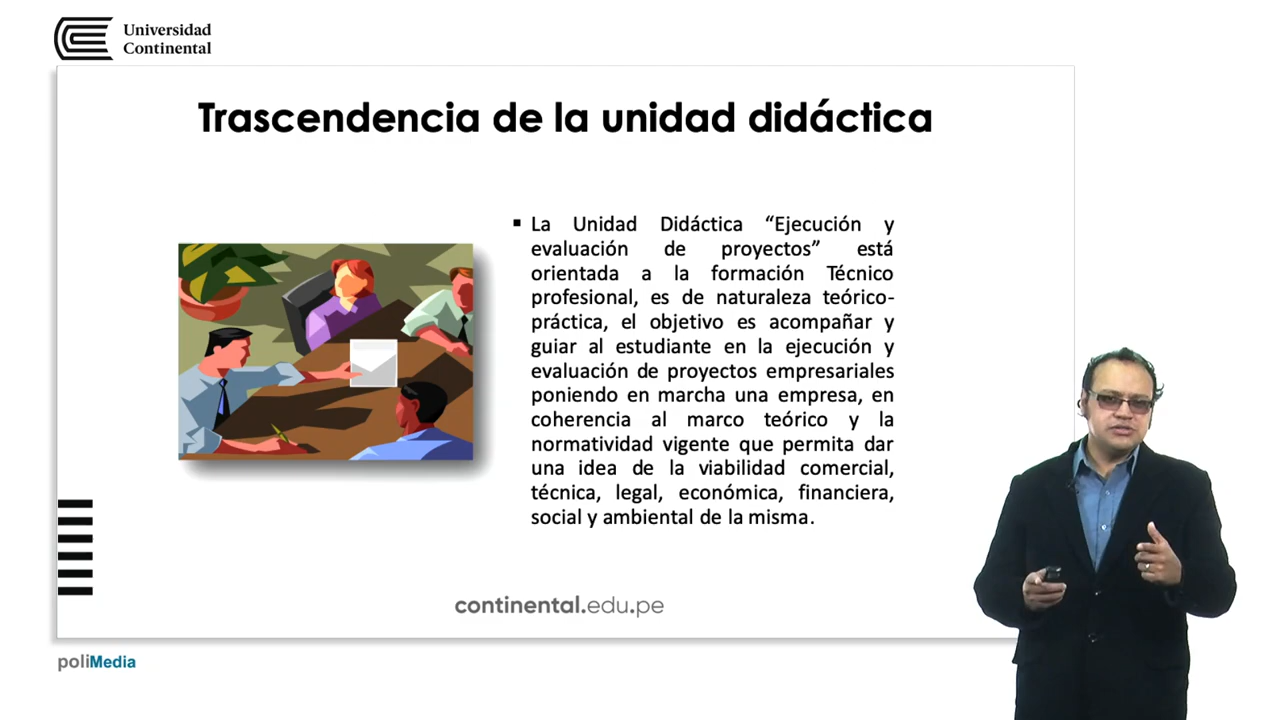 Universidad
Continental
Trascendencia de la unidad didáctica
▪ La Unidad Didáctica “Ejecución y
evaluación de proyectos” está
orientada a la formación Técnico
profesional, es de naturaleza teórico-
práctica, el objetivo es acompañar y
guiar al estudiante en la ejecución y
evaluación de proyectos empresariales
poniendo en marcha una empresa, en
coherencia al marco teórico y la
normatividad vigente que permita dar
una idea de la viabilidad comercial,
técnica, legal, económica, financiera,
social y ambiental de la misma.
continental.edu.pe
poliMedia